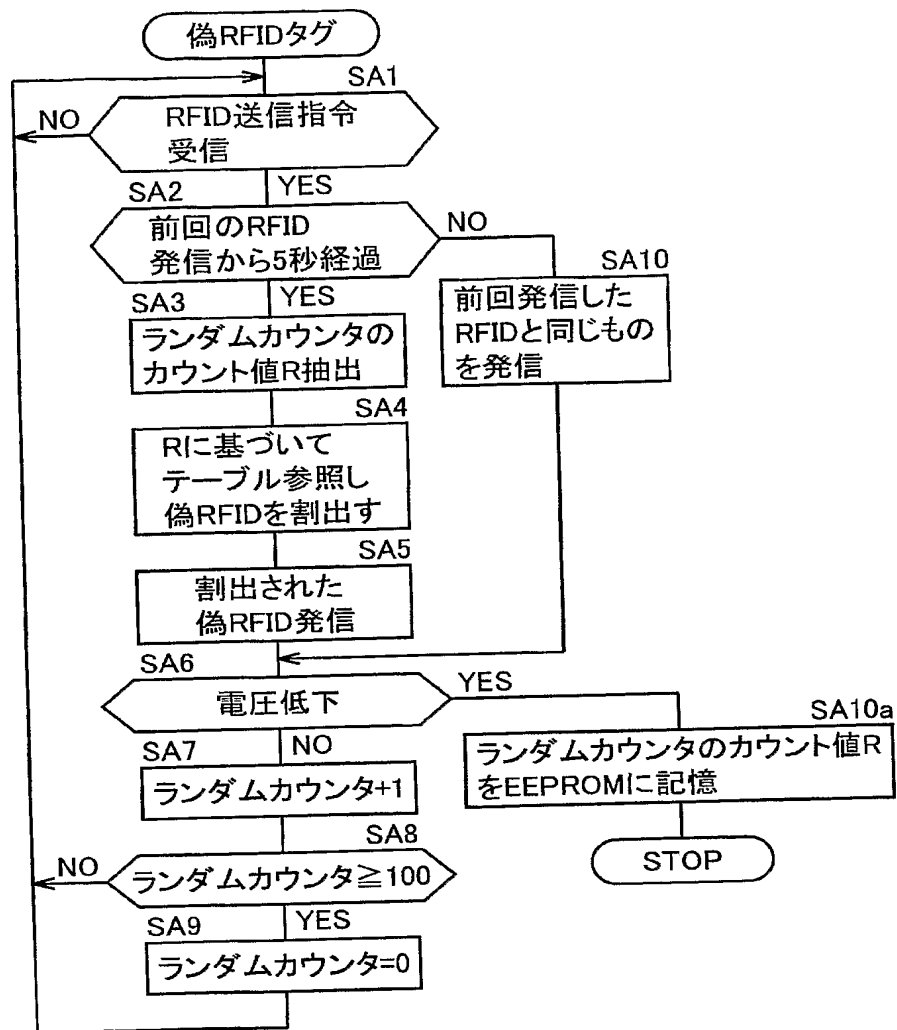 偽RFIDタグ
SA1
RFID送信指令
受信
NO
YES
SA2
前回のRFID
発信から5秒経過
NO
YES
SA10
前回発信した
RFIDと同じもの
を発信
SA3
ランダムカウンタの
カウント値R抽出
SA4
Rに基づいて
テーブル参照し
偽RFIDを割出す
SA5
割出された
偽RFID発信
SA6
電圧低下
YES
NO
SA10a
ランダムカウンタのカウント値R
をEEPROMに記憶
STOP
SA7
ランダムカウンタ+1
SA8
ランダムカウンタ≧100
NO
YES
SA9
ランダムカウンタ=0